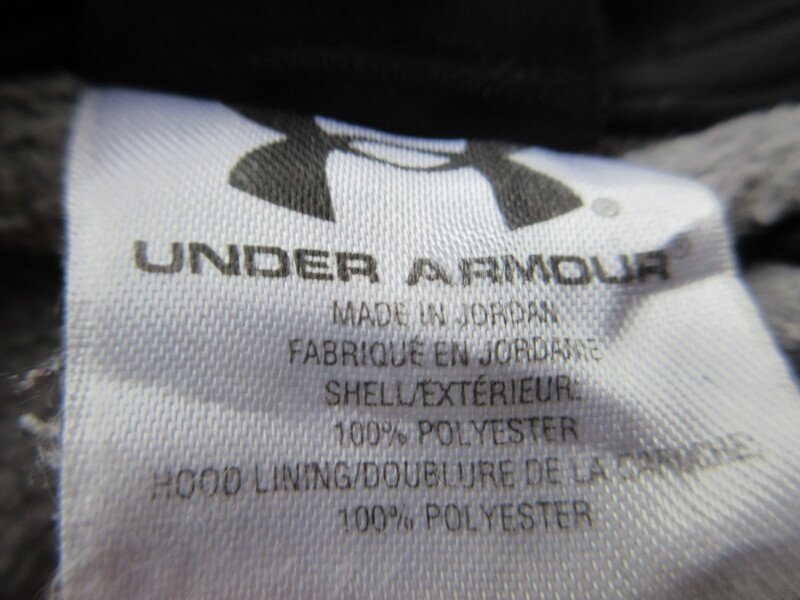 UNDER ARMOUR®
MADE IN JORDAN
FABRIQUÉ EN JORDANIE
SHELL/EXTÉRIEUR:
100% POLYESTER
HOOD LINING/DOUBLURE DE LA CAPUCHE:
100% POLYESTER